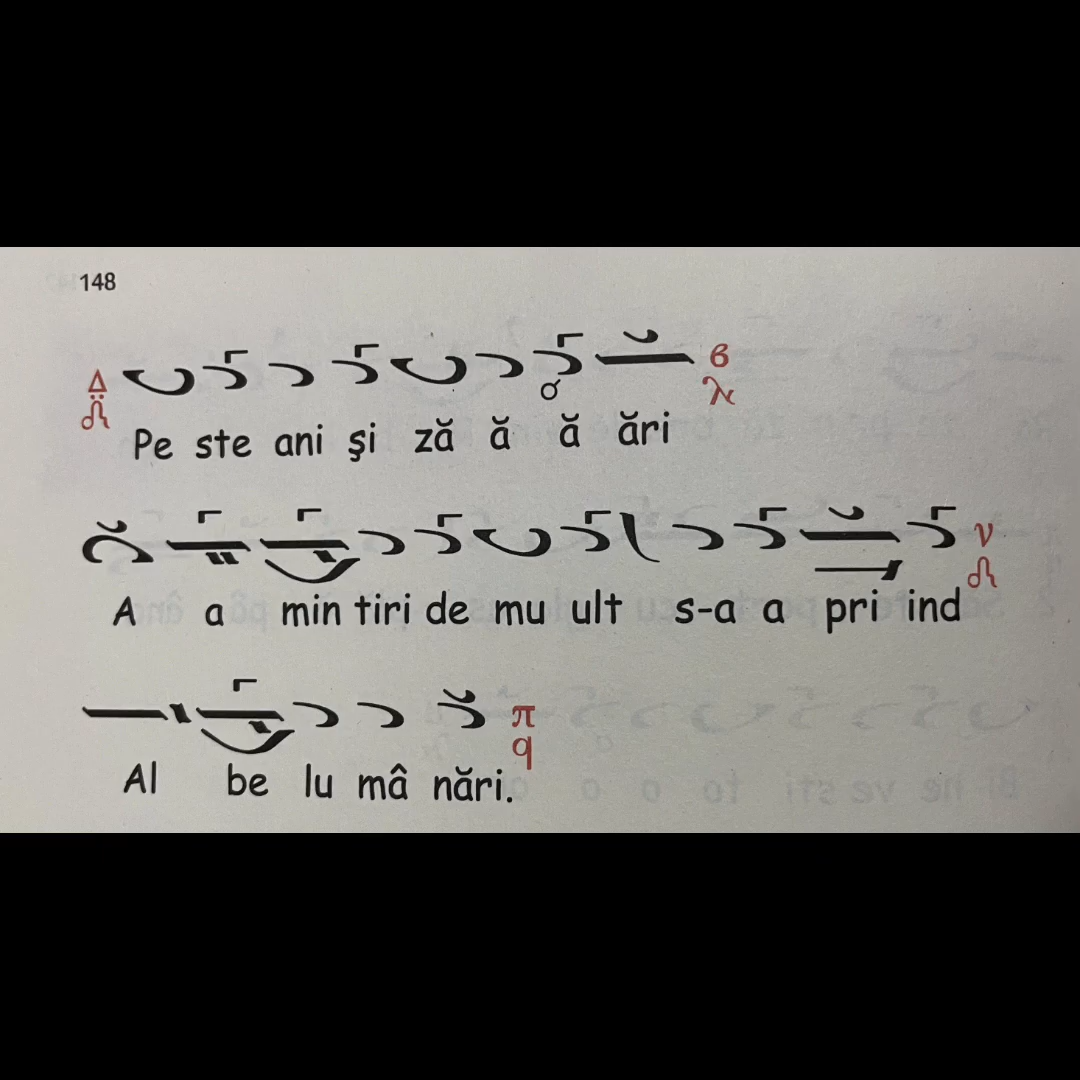 148
Δ
Pe ste ani şi ză ă ă ări
β
λ
A a min tiri de mu ult s-a a pri ind
ν
Al be lu mâ nări.
π
q